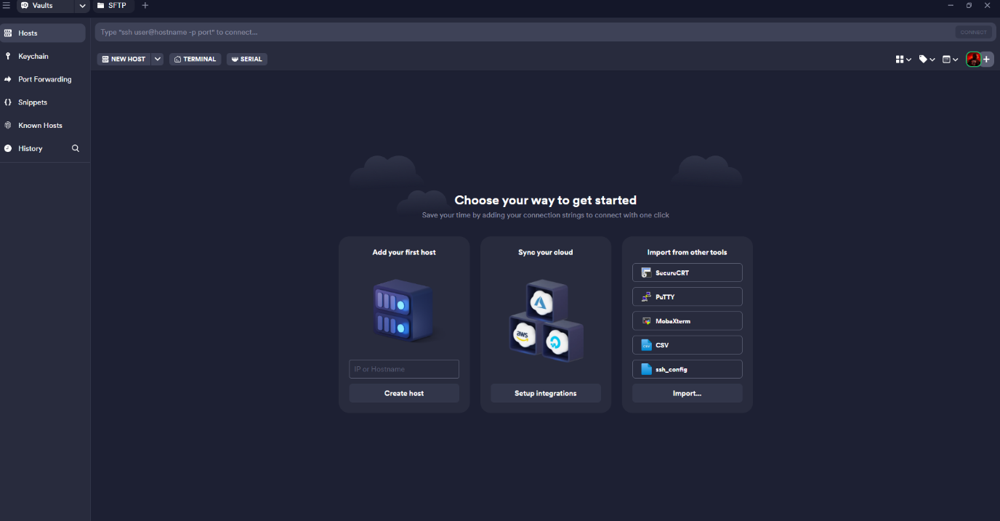 Vaults
SFTP
Hosts
Type "ssh user@hostname -p port" to connect...
CONNECT
Keychain
NEW HOST
TERMINAL
SERIAL
Port Forwarding
Snippets
Known Hosts
History
Choose your way to get started
Save your time by adding your connection strings to connect with one click
Add your first host
IP or Hostname
Create host
Sync your cloud
aws
Setup integrations
Import from other tools
SecureCRT
PuTTY
MobaXterm
CSV
CSV
ssh_config
Import...